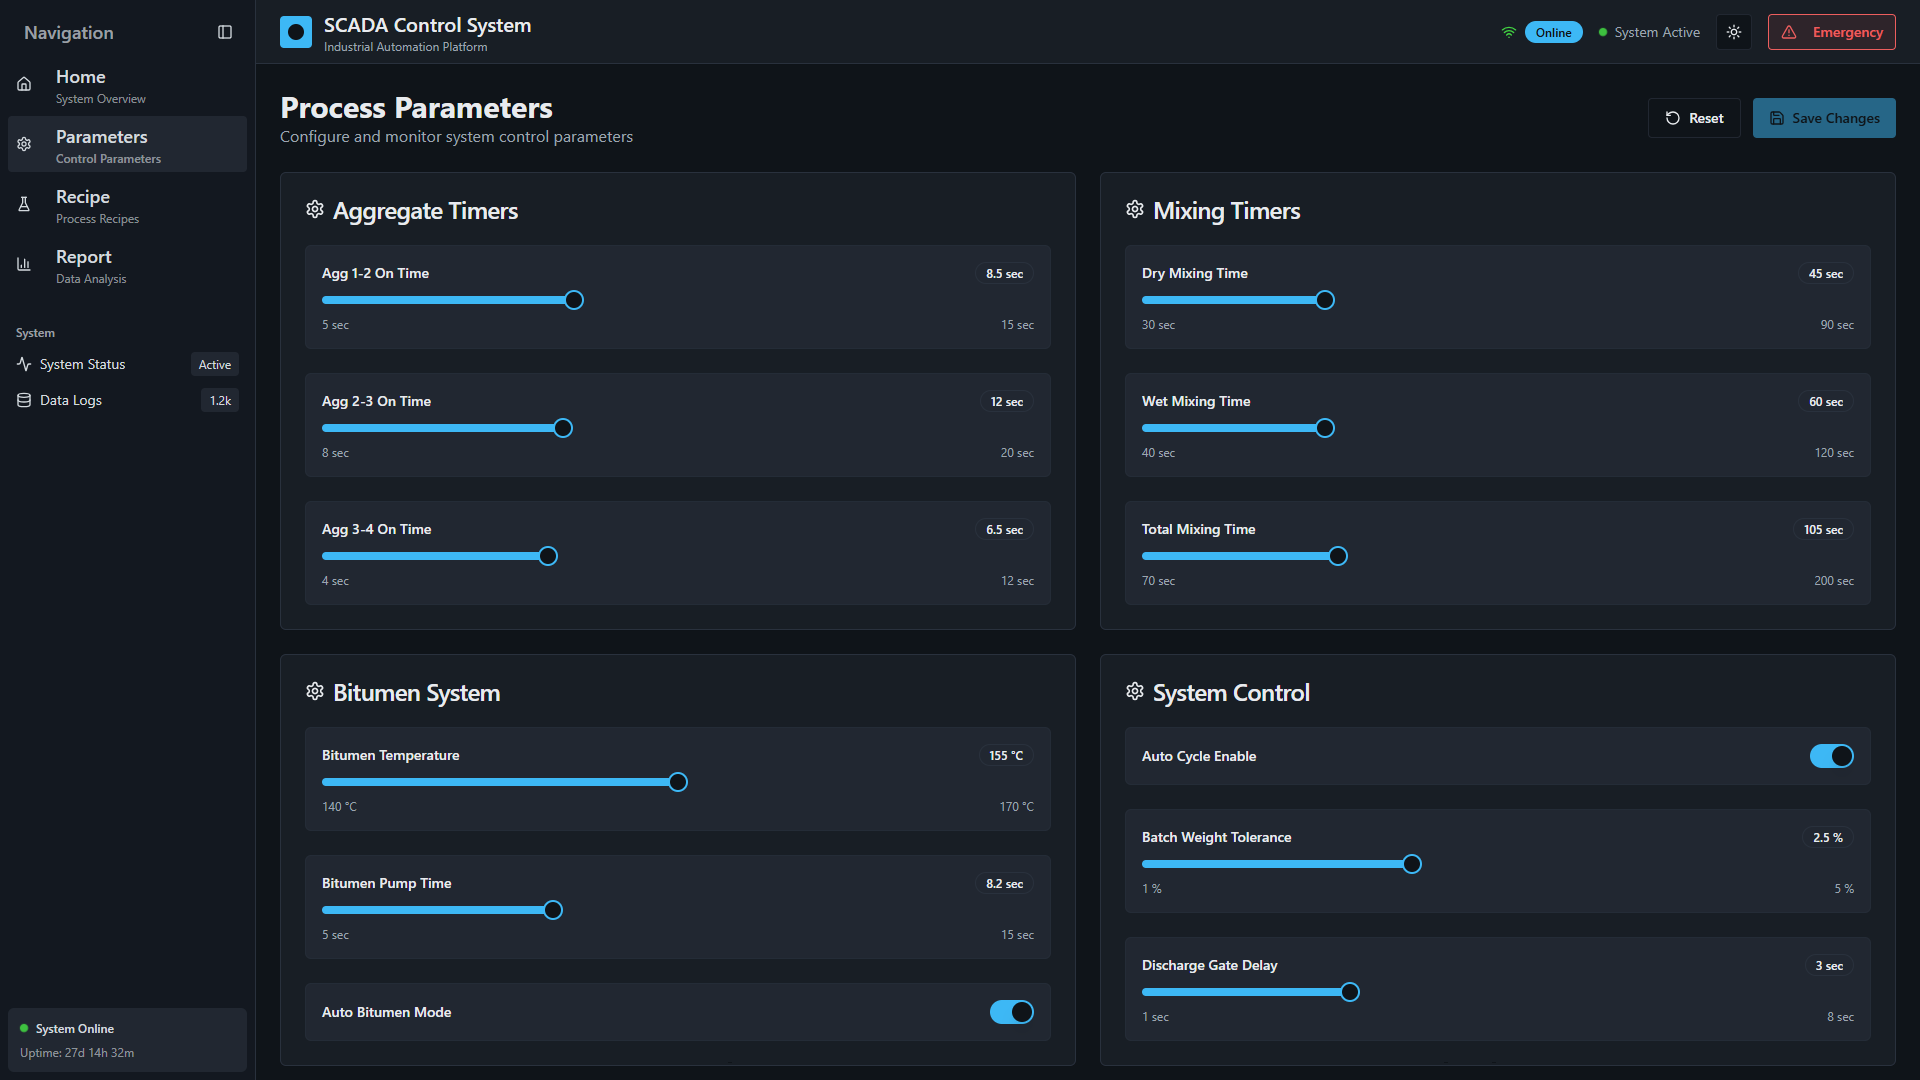 Navigation
Home
System Overview
Parameters
Control Parameters
Recipe
Process Recipes
Report
Data Analysis
System
System Status
Active
Data Logs
1.2k
System Online
Uptime: 27d 14h 32m
SCADA Control System
Industrial Automation Platform
Online
System Active
Emergency
Process Parameters
Configure and monitor system control parameters
Reset
Save Changes
Aggregate Timers
Agg 1-2 On Time
8.5 sec
5 sec
15 sec
Agg 2-3 On Time
12 sec
8 sec
20 sec
Agg 3-4 On Time
6.5 sec
4 sec
12 sec
Mixing Timers
Dry Mixing Time
45 sec
30 sec
90 sec
Wet Mixing Time
60 sec
40 sec
120 sec
Total Mixing Time
105 sec
70 sec
200 sec
Bitumen System
Bitumen Temperature
155 °C
140 °C
170 °C
Bitumen Pump Time
8.2 sec
5 sec
15 sec
Auto Bitumen Mode
System Control
Auto Cycle Enable
Batch Weight Tolerance
2.5 %
1 %
5 %
Discharge Gate Delay
3 sec
1 sec
8 sec